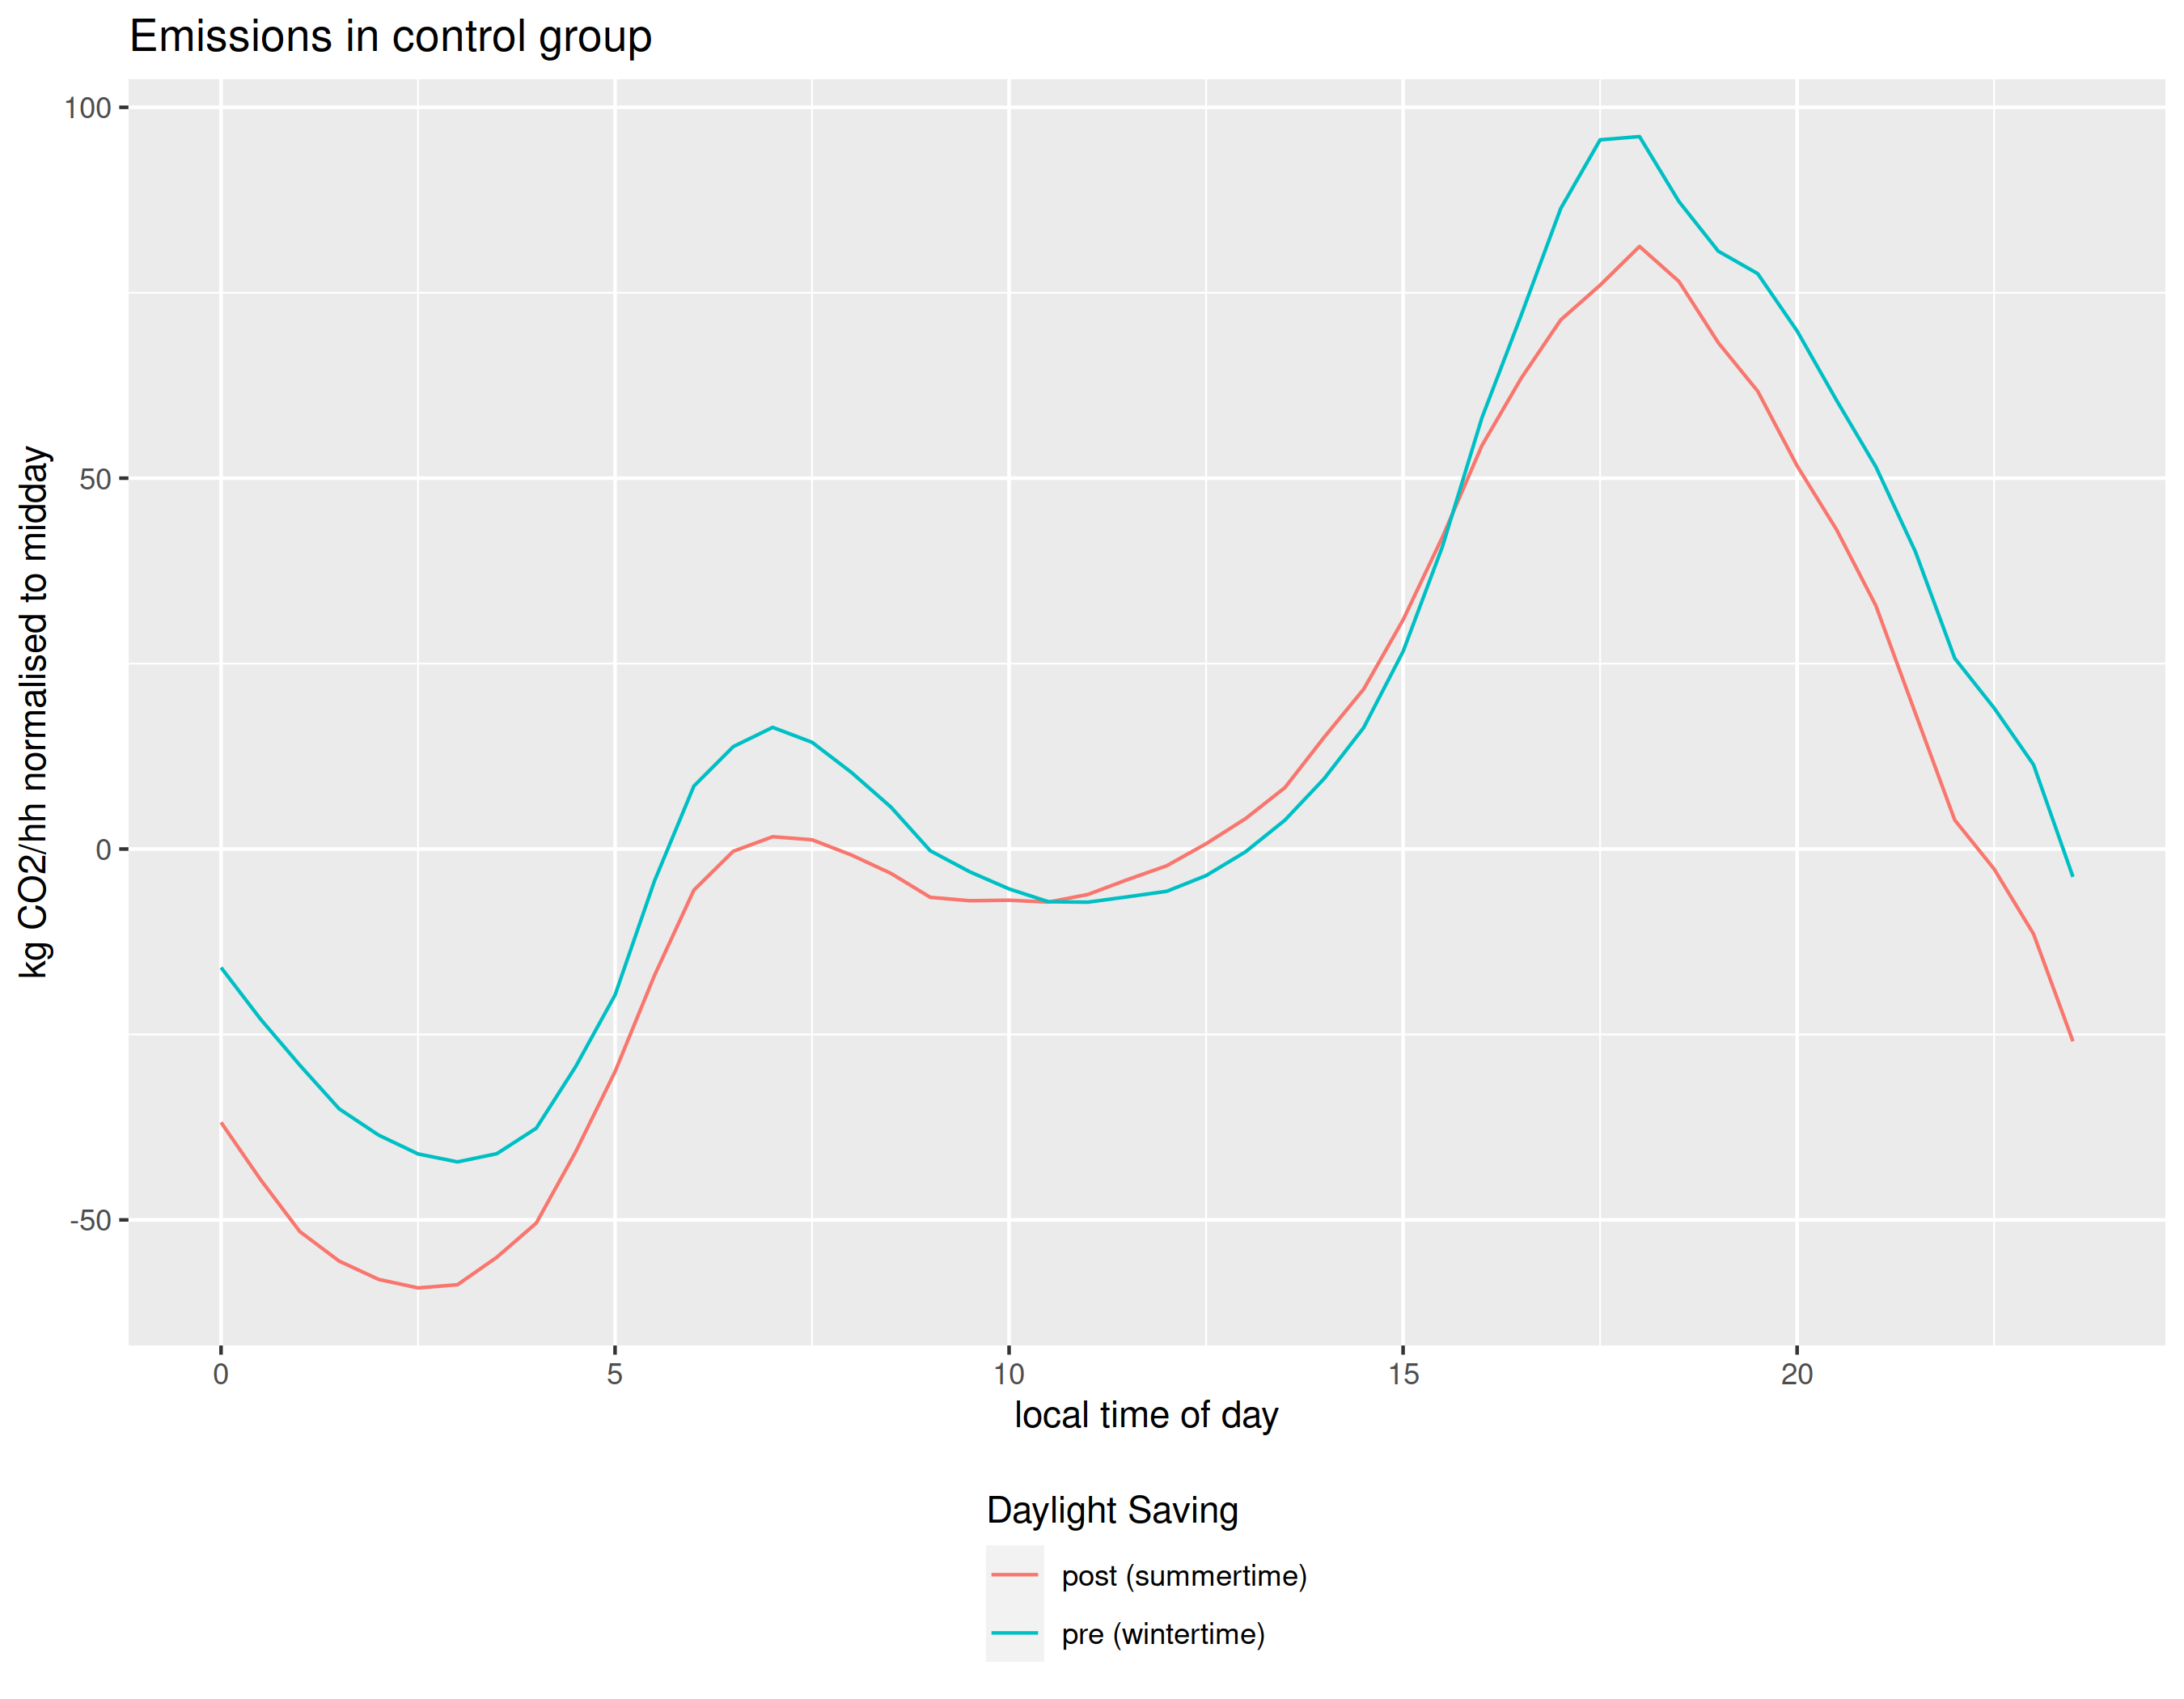 Emissions in control group
100
50
0
-50
kg CO2/hh normalised to midday
0 5 10 15 20
local time of day
Daylight Saving
post (summertime)
pre (wintertime)